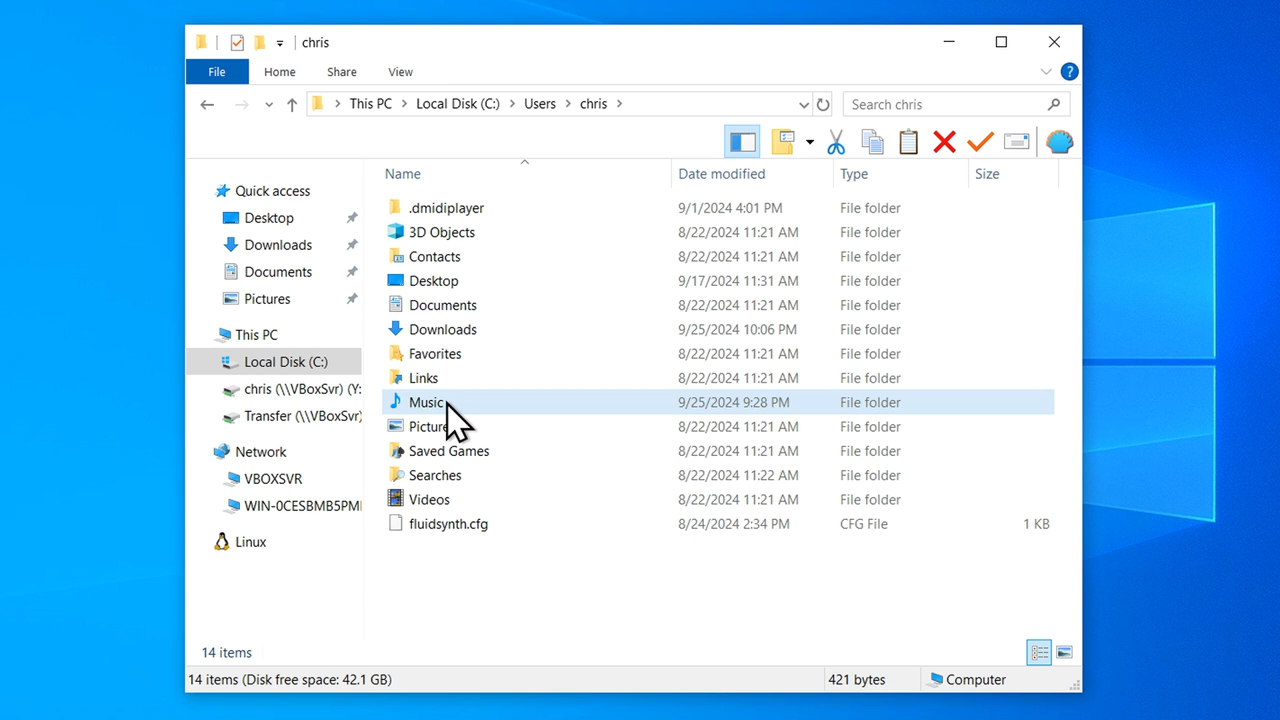 chris
File Home Share View
This PC Local Disk (C:) Users chris
Search chris
Name Date modified Type Size
Quick access
Desktop
Downloads
Documents
Pictures
This PC
Local Disk (C:)
chris (\\VBoxSvr) (Y:
Transfer (\\VBoxSvr)
Network
VBOXSVR
WIN-0CESBMB5PM
Linux
.dmidiplayer 9/1/2024 4:01 PM File folder
3D Objects 8/22/2024 11:21 AM File folder
Contacts 8/22/2024 11:21 AM File folder
Desktop 9/17/2024 11:31 AM File folder
Documents 8/22/2024 11:21 AM File folder
Downloads 9/25/2024 10:06 PM File folder
Favorites 8/22/2024 11:21 AM File folder
Links 8/22/2024 11:21 AM File folder
Music 9/25/2024 9:28 PM File folder
Picture 8/22/2024 11:21 AM File folder
Saved Games 8/22/2024 11:21 AM File folder
Searches 8/22/2024 11:22 AM File folder
Videos 8/22/2024 11:21 AM File folder
fluidsynth.cfg 8/24/2024 2:34 PM CFG File 1 KB
14 items
14 items (Disk free space: 42.1 GB) 421 bytes Computer